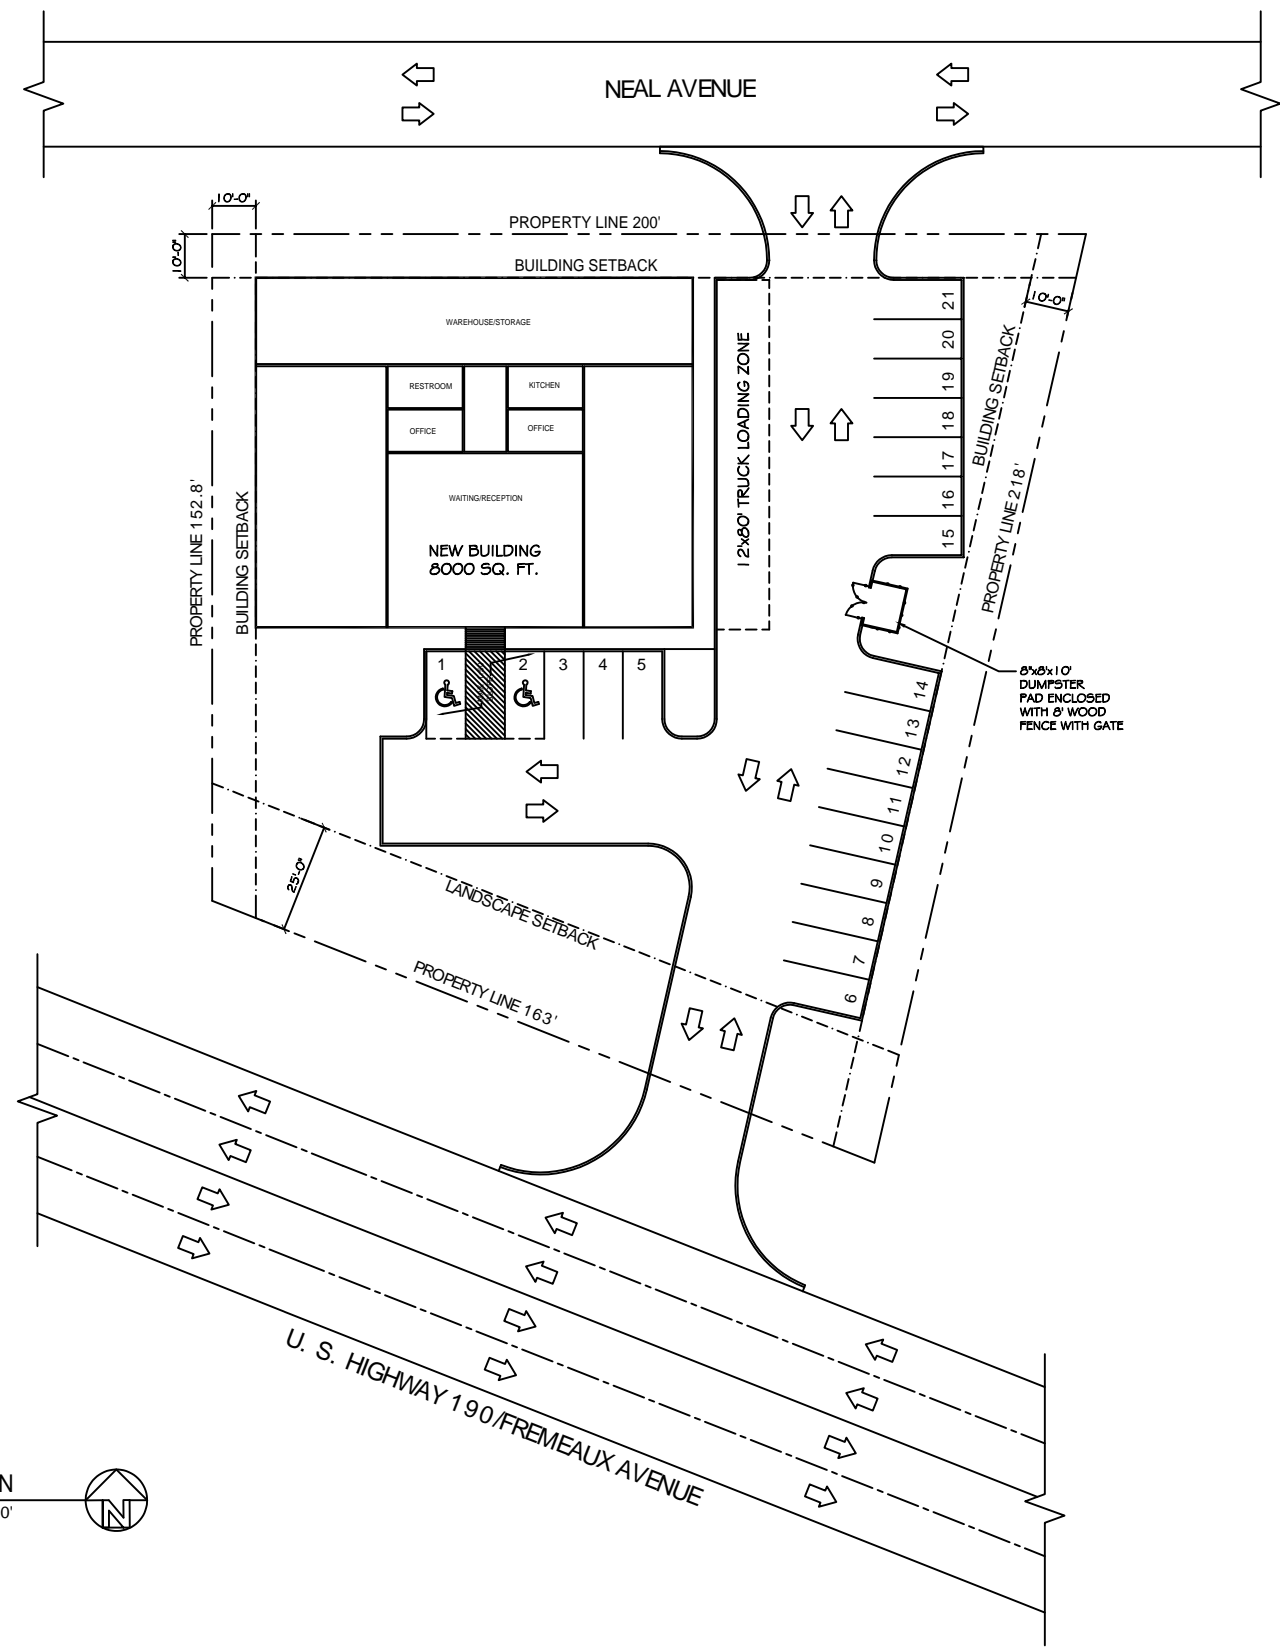 NEAL AVENUE
10'-0"
PROPERTY LINE 200'
10'-0"
BUILDING SETBACK
10'-0"
WAREHOUSE/STORAGE
RESTROOM
KITCHEN
OFFICE
OFFICE
WAITING/RECEPTION
NEW BUILDING
8000 SQ. FT.
PROPERTY LINE 152.8'
BUILDING SETBACK
12'x80' TRUCK LOADING ZONE
21
20
19
18
17
16
15
BUILDING SETBACK
PROPERTY LINE 218'
1
2
3
4
5
8'x8'x10'
DUMPSTER
PAD ENCLOSED
WITH 8' WOOD
FENCE WITH GATE
14
13
12
11
10
9
8
7
6
25'-0"
LANDSCAPE SETBACK
PROPERTY LINE 163'
U. S. HIGHWAY 190/FREMEAUX AVENUE
N
0'
N